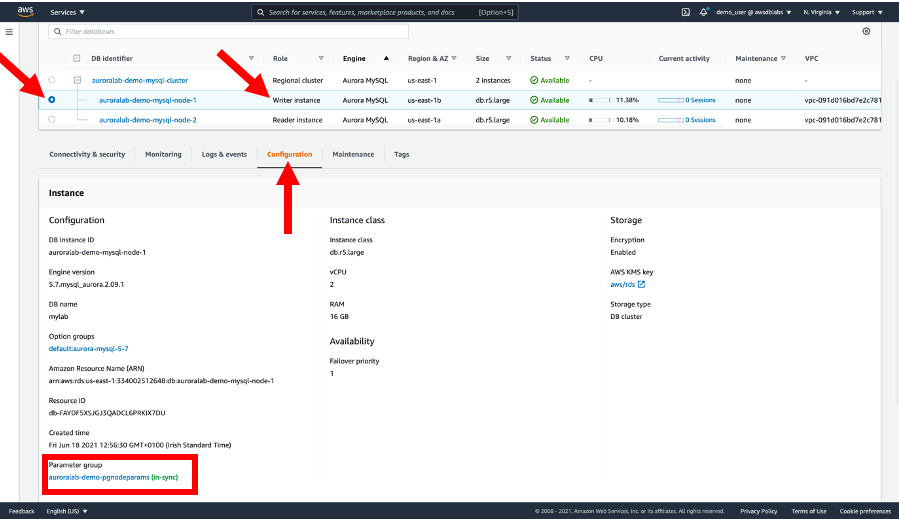 aws Services ▼ Search for services, features, marketplace products, and docs [Option+S] demo_user @ awsdblabs ▼ N. Virginia ▼ Support ▼
Filter databases
DB identifier Role Engine Region & AZ Size Status CPU Current activity Maintenance VPC
auroralab-demo-mysql-cluster Regional cluster Aurora MySQL us-east-1 2 instances Available - none -
auroralab-demo-mysql-node-1 Writer instance Aurora MySQL us-east-1b db.r5.large Available 11.38% 0 Sessions none vpc-091d016bd7e2c781
auroralab-demo-mysql-node-2 Reader instance Aurora MySQL us-east-1a db.r5.large Available 10.18% 0 Sessions none vpc-091d016bd7e2c781
Connectivity & security Monitoring Logs & events Configuration Maintenance Tags
Instance
Configuration
DB instance ID
auroralab-demo-mysql-node-1
Engine version
5.7.mysql_aurora.2.09.1
DB name
mylab
Option groups
default:aurora-mysql-5-7
Amazon Resource Name (ARN)
arn:aws:rds:us-east-1:334002512648:db:auroralab-demo-mysql-node-1
Resource ID
db-FAYDF5XSJGJ3QADCL6PRKIX7DU
Created time
Fri Jun 18 2021 12:56:30 GMT+0100 (Irish Standard Time)
Parameter group
auroralab-demo-pgnodeparams (in-sync)
Instance class
Instance class
db.r5.large
vCPU
2
RAM
16 GB
Availability
Failover priority
1
Storage
Encryption
Enabled
AWS KMS key
aws/rds
Storage type
DB cluster
Feedback English (US) ▼ © 2008 - 2021, Amazon Web Services, Inc. or its affiliates. All rights reserved. Privacy Policy Terms of Use Cookie preferences